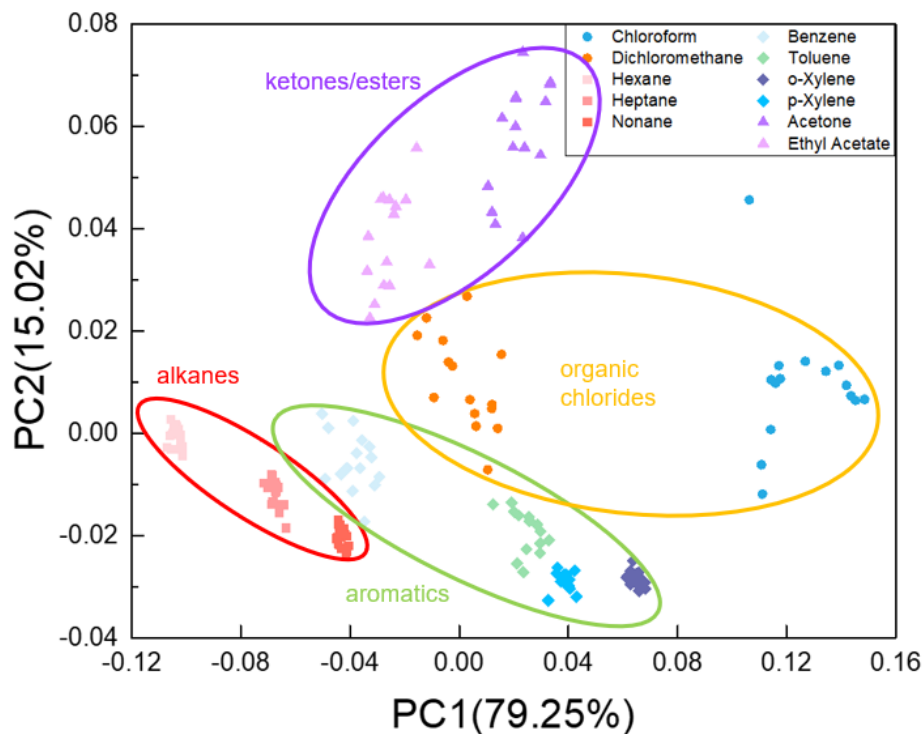 0.08
0.06
0.04
0.02
0.00
-0.02
-0.04
PC2(15.02%)
Chloroform
Dichloromethane
Hexane
Heptane
Nonane
Benzene
Toluene
o-Xylene
p-Xylene
Acetone
Ethyl Acetate
ketones/esters
organic
chlorides
alkanes
aromatics
-0.12
-0.08
-0.04
0.00
0.04
0.08
0.12
0.16
PC1(79.25%)